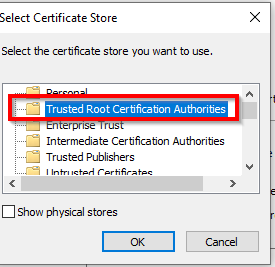 Select Certificate Store
Select the certificate store you want to use.
Personal
Trusted Root Certification Authorities
Enterprise Trust
Intermediate Certification Authorities
Trusted Publishers
Untrusted Certificates
Show physical stores
OK
Cancel